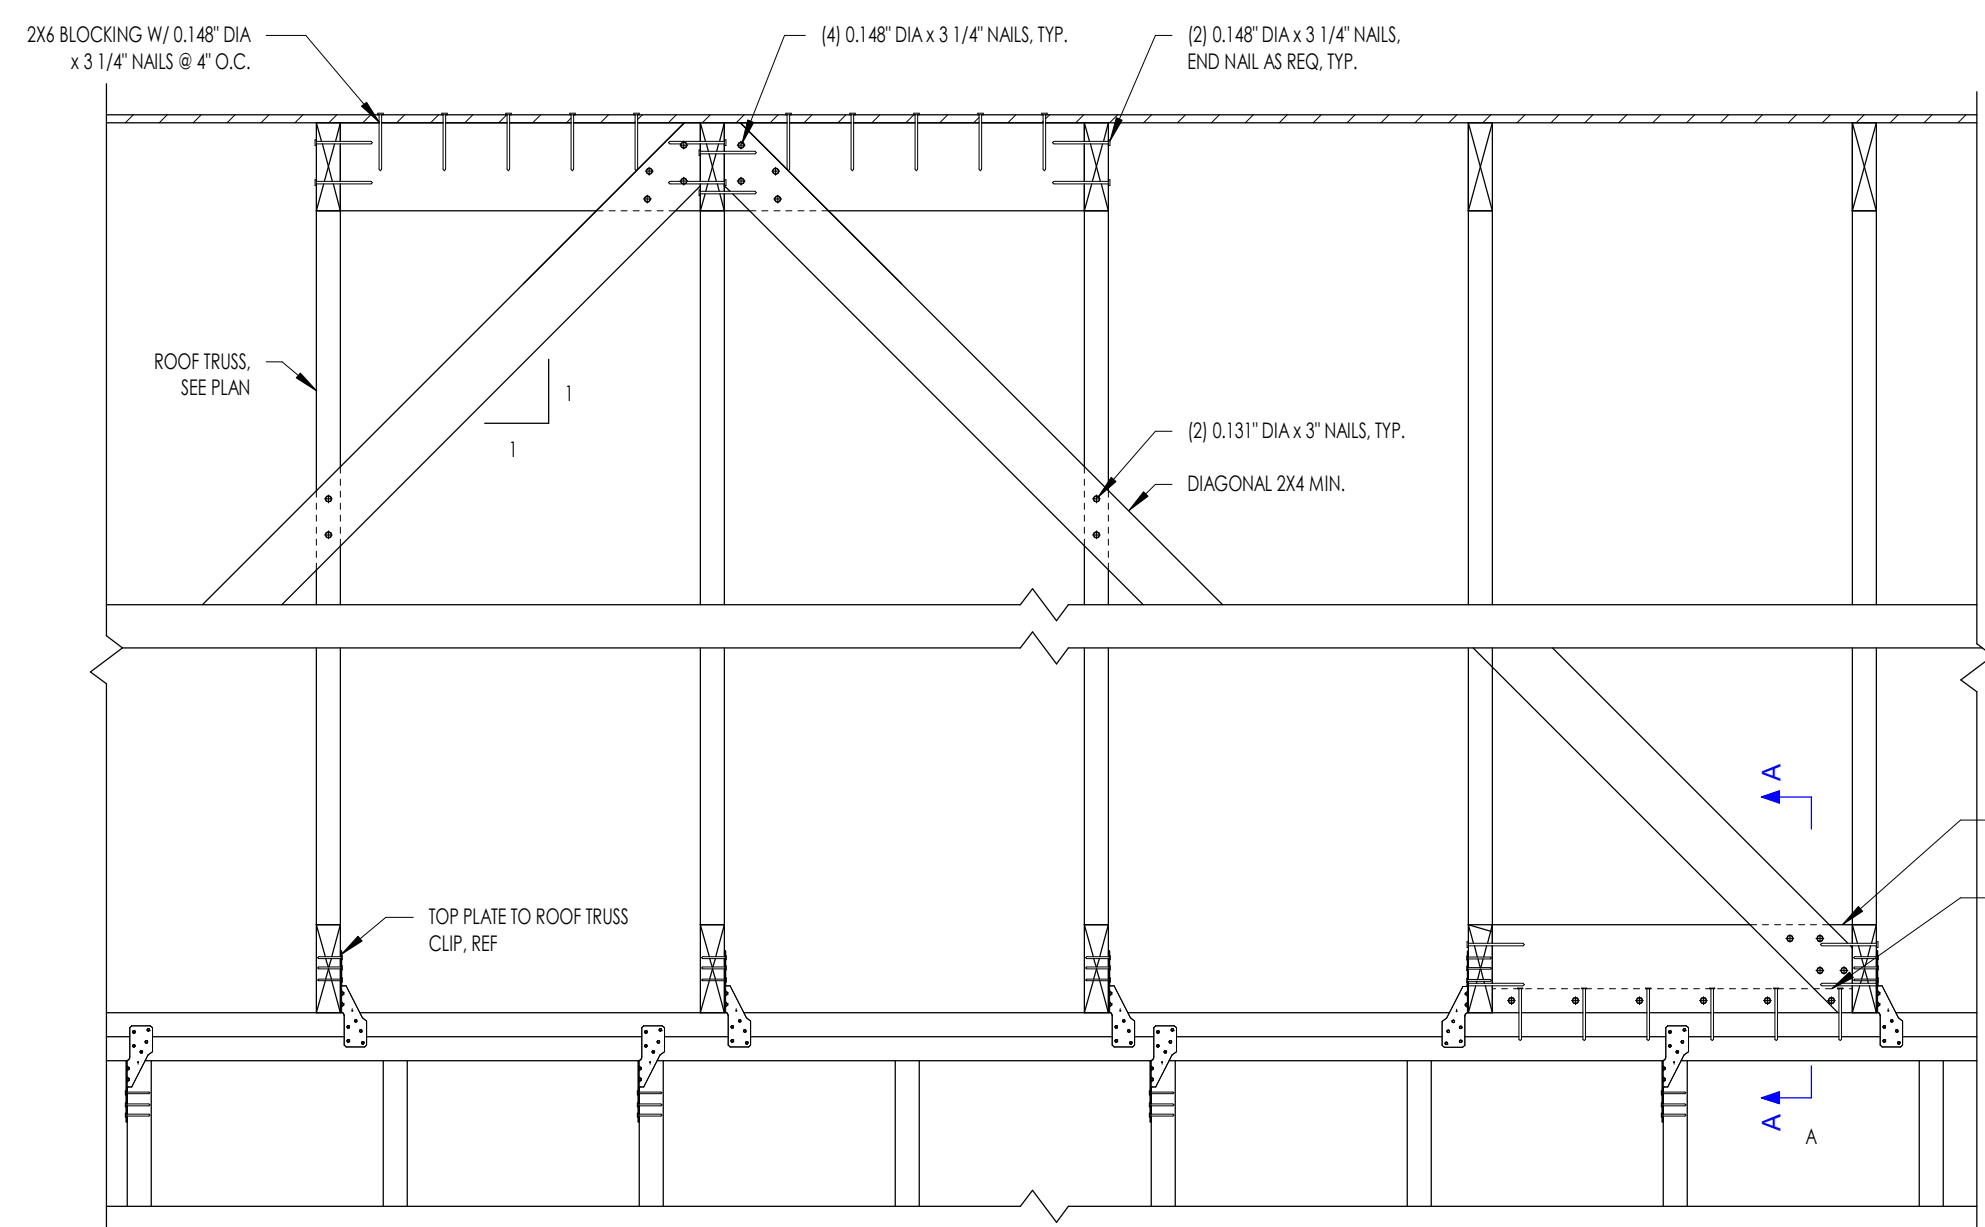 2X6 BLOCKING W/ 0.148" DIA
x 3 1/4" NAILS @ 4" O.C.
(4) 0.148" DIA x 3 1/4" NAILS, TYP.
(2) 0.148" DIA x 3 1/4" NAILS,
END NAIL AS REQ, TYP.
ROOF TRUSS,
SEE PLAN
1
1
(2) 0.131" DIA x 3" NAILS, TYP.
DIAGONAL 2X4 MIN.
A
TOP PLATE TO ROOF TRUSS
CLIP, REF
A
A